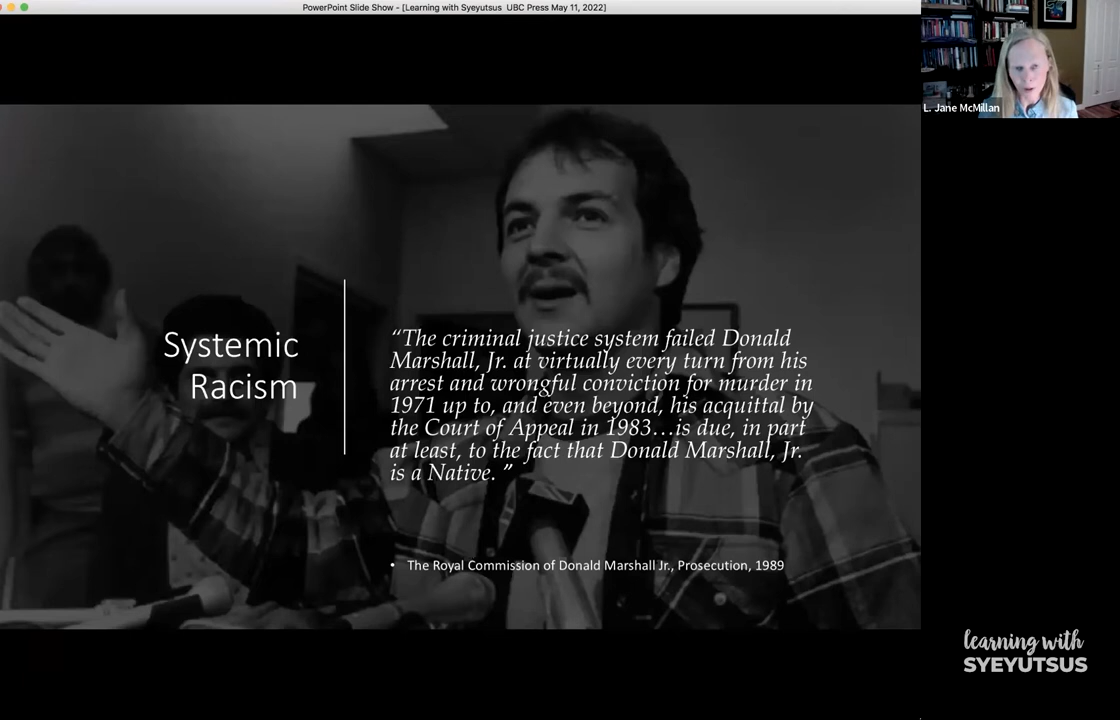 PowerPoint Slide Show - [Learning with Syeyutsus  UBC Press May 11, 2022]
L. Jane McMillan
Systemic
Racism
“The criminal justice system failed Donald
Marshall, Jr. at virtually every turn from his
arrest and wrongful conviction for murder in
1971 up to, and even beyond, his acquittal by
the Court of Appeal in 1983…is due, in part
at least, to the fact that Donald Marshall, Jr.
is a Native. ”
• The Royal Commission of Donald Marshall Jr., Prosecution, 1989
learning with
SYEYUTSUS